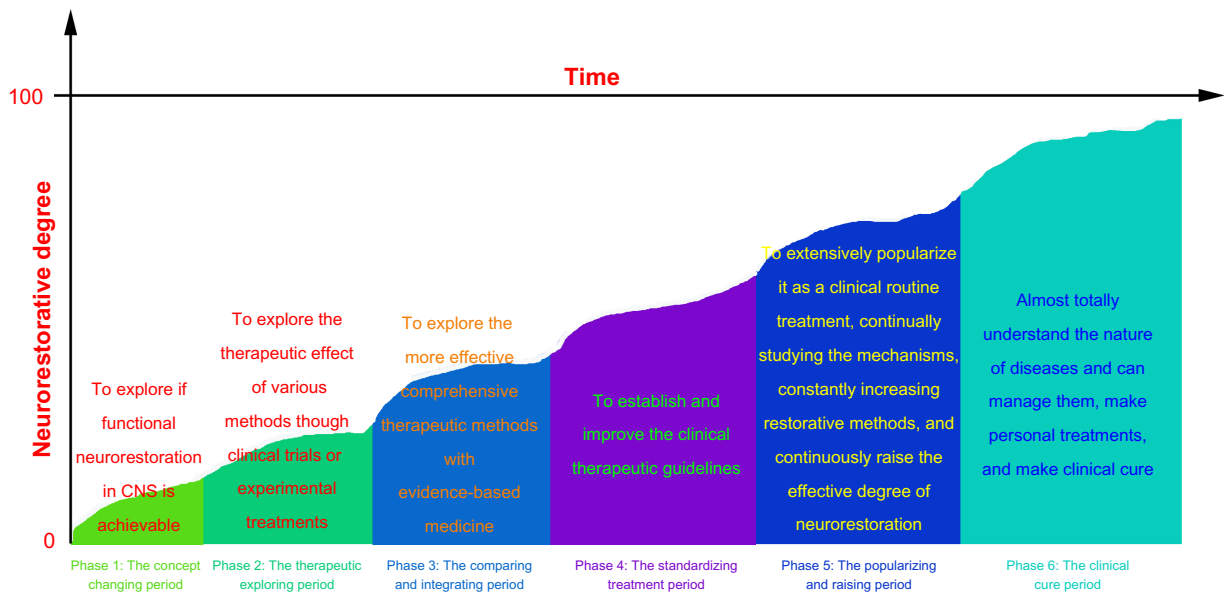 Time
100
Neurorestorative degree
0
To explore if
functional
neurorestoration
in CNS is
achievable
To explore the
therapeutic effect
of various
methods though
clinical trials or
experimental
treatments
To explore the
more effective
comprehensive
therapeutic methods
with
evidence-based
medicine
To establish and
improve the clinical
therapeutic guidelines
To extensively popularize
it as a clinical routine
treatment, continually
studying the mechanisms,
constantly increasing
restorative methods, and
continuously raise the
effective degree of
neurorestoration
Almost totally
understand the nature
of diseases and can
manage them, make
personal treatments,
and make clinical cure
Phase 1: The concept
changing period
Phase 2: The therapeutic
exploring period
Phase 3: The comparing
and integrating period
Phase 4: The standardizing
treatment period
Phase 5: The popularizing
and raising period
Phase 6: The clinical
cure period